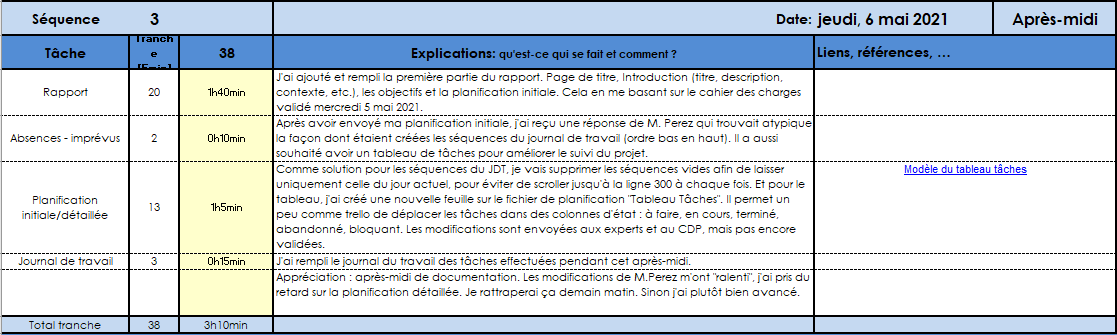 Séquence 3 Date: jeudi, 6 mai 2021 Après-midi
Tâche Tranche [5min] 38 Explications: qu'est-ce qui se fait et comment ? Liens, références, …
Rapport 20 1h40min
J'ai ajouté et rempli la première partie du rapport. Page de titre, Introduction (titre, description,
contexte, etc.), les objectifs et la planification initiale. Cela en me basant sur le cahier des charges
validé mercredi 5 mai 2021.
Absences - imprévus 2 0h10min
Après avoir envoyé ma planification initiale, j'ai reçu une réponse de M. Perez qui trouvait atypique
la façon dont étaient créées les séquences du journal de travail (ordre bas en haut). Il a aussi
souhaité avoir un tableau de tâches pour améliorer le suivi du projet.
Planification
initiale/détaillée 13 1h5min
Comme solution pour les séquences du JDT, je vais supprimer les séquences vides afin de laisser
uniquement celle du jour actuel, pour éviter de scroller jusqu'à la ligne 300 à chaque fois. Et pour le
tableau, j'ai créé une nouvelle feuille sur le fichier de planification "Tableau Tâches". Il permet un
peu comme trello de déplacer les tâches dans des colonnes d'état : à faire, en cours, terminé,
abandonné, bloquant. Les modifications sont envoyées aux experts et au CDP, mais pas encore
validées.
Modèle du tableau tâches
Journal de travail 3 0h15min J'ai rempli le journal du travail des tâches effectuées pendant cet après-midi.
Appréciation : après-midi de documentation. Les modifications de M.Perez m'ont "ralenti", j'ai pris du
retard sur la planification détaillée. Je rattraperai ça demain matin. Sinon j'ai plutôt bien avancé.
Total tranche 38 3h10min